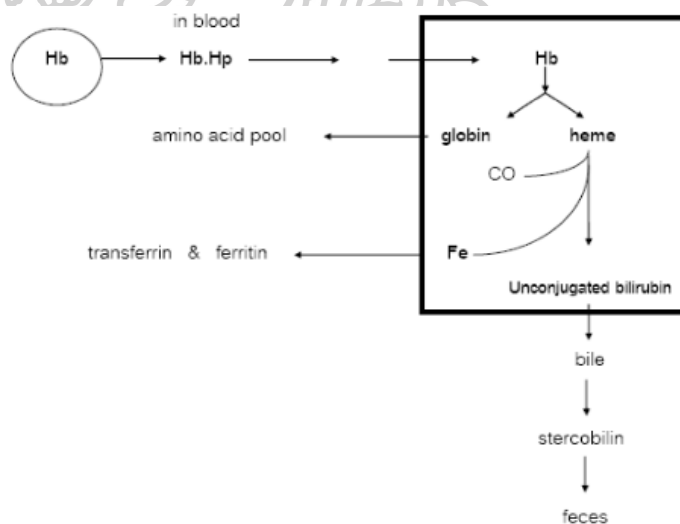 in blood
Hb Hb.Hp Hb
amino acid pool globin heme
CO
transferrin & ferritin Fe
Unconjugated bilirubin
bile
stercobilin
feces